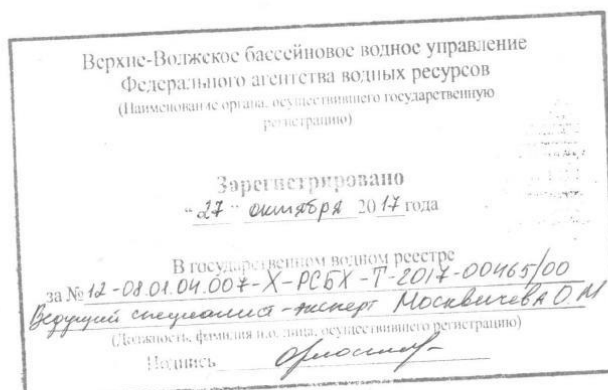 Верхне-Волжское бассейновое водное управление
Федерального агентства водных ресурсов
(Наименование органа, осуществившего государственную
регистрацию)
Зарегистрировано
"27" октября 2017 года
В государственном водном реестре
за № 12-08.01.04.007-Х-РСБХ-Т-2017-00465/00
Ведущий специалист-эксперт Москвичева О.М
(Должность, фамилия и.о. лица, осуществившего регистрацию)
Подпись